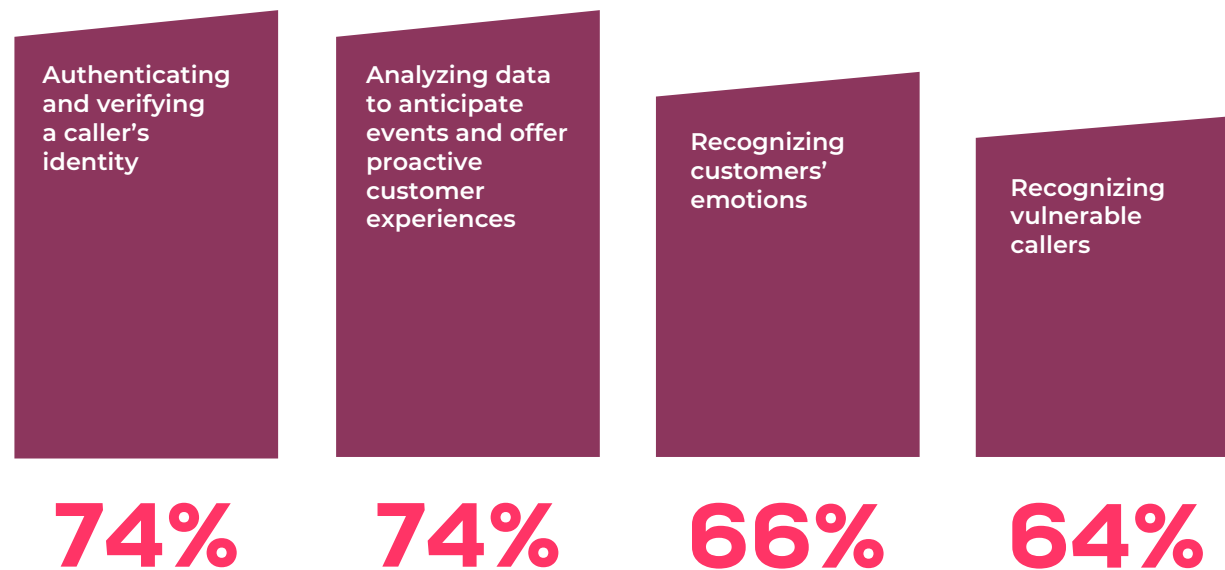 Authenticating
and verifying
a caller’s
identity
Analyzing data
to anticipate
events and offer
proactive
customer
experiences
Recognizing
customers’
emotions
Recognizing
vulnerable
callers
74%
74%
66%
64%